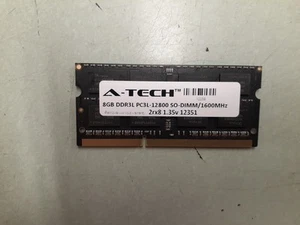 A-TECH
8GB DDR3L PC3L-12800 SO-DIMM/1600MHz
2rx8 1.35v 12351